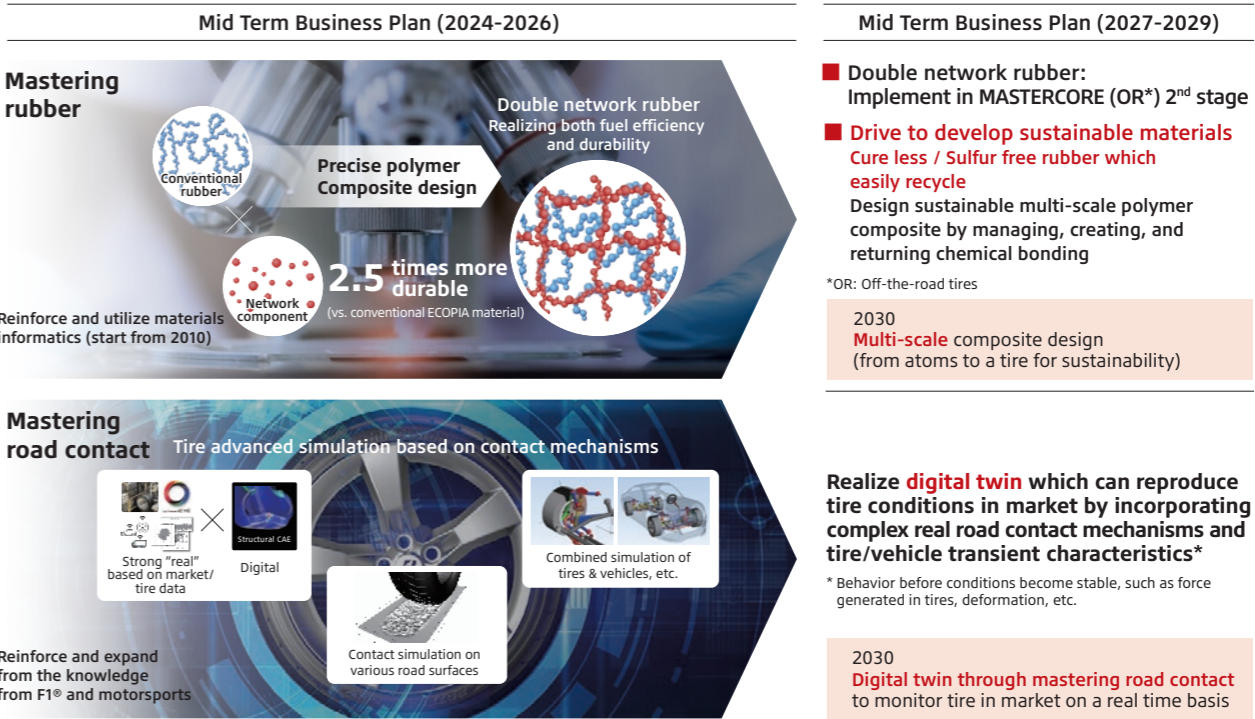 Mid Term Business Plan (2024-2026)
Mastering
rubber
Conventional
rubber
Precise polymer
Composite design
Network
component
2.5 times more
durable
(vs. conventional ECOPIA material)
Double network rubber
Realizing both fuel efficiency
and durability
Reinforce and utilize materials
informatics (start from 2010)
Mastering
road contact
Tire advanced simulation based on contact mechanisms
Strong "real"
based on market/
tire data
Structural CAE
Digital
Contact simulation on
various road surfaces
Combined simulation of
tires & vehicles, etc.
Reinforce and expand
from the knowledge
from F1® and motorsports
Mid Term Business Plan (2027-2029)
Double network rubber:
Implement in MASTERCORE (OR*) 2nd stage
Drive to develop sustainable materials
Cure less / Sulfur free rubber which
easily recycle
Design sustainable multi-scale polymer
composite by managing, creating, and
returning chemical bonding
*OR: Off-the-road tires
2030
Multi-scale composite design
(from atoms to a tire for sustainability)
Realize digital twin which can reproduce
tire conditions in market by incorporating
complex real road contact mechanisms and
tire/vehicle transient characteristics*
* Behavior before conditions become stable, such as force
generated in tires, deformation, etc.
2030
Digital twin through mastering road contact
to monitor tire in market on a real time basis